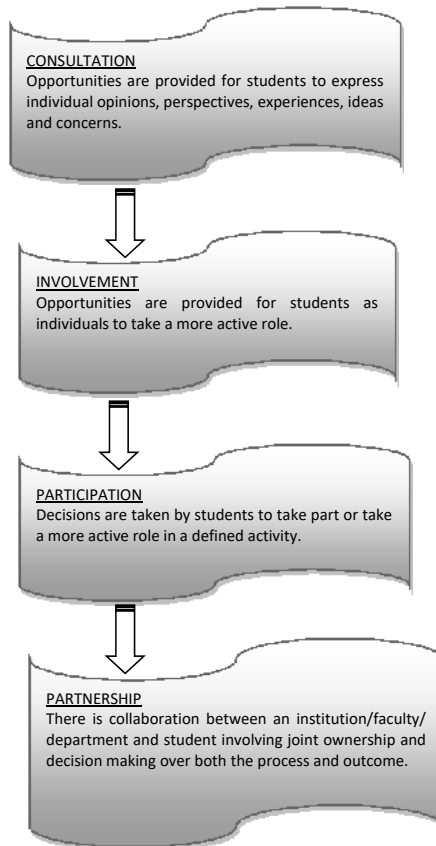 CONSULTATION
Opportunities are provided for students to express
individual opinions, perspectives, experiences, ideas
and concerns.
INVOLVEMENT
Opportunities are provided for students as
individuals to take a more active role.
PARTICIPATION
Decisions are taken by students to take part or take
a more active role in a defined activity.
PARTNERSHIP
There is collaboration between an institution/faculty/
department and student involving joint ownership and
decision making over both the process and outcome.